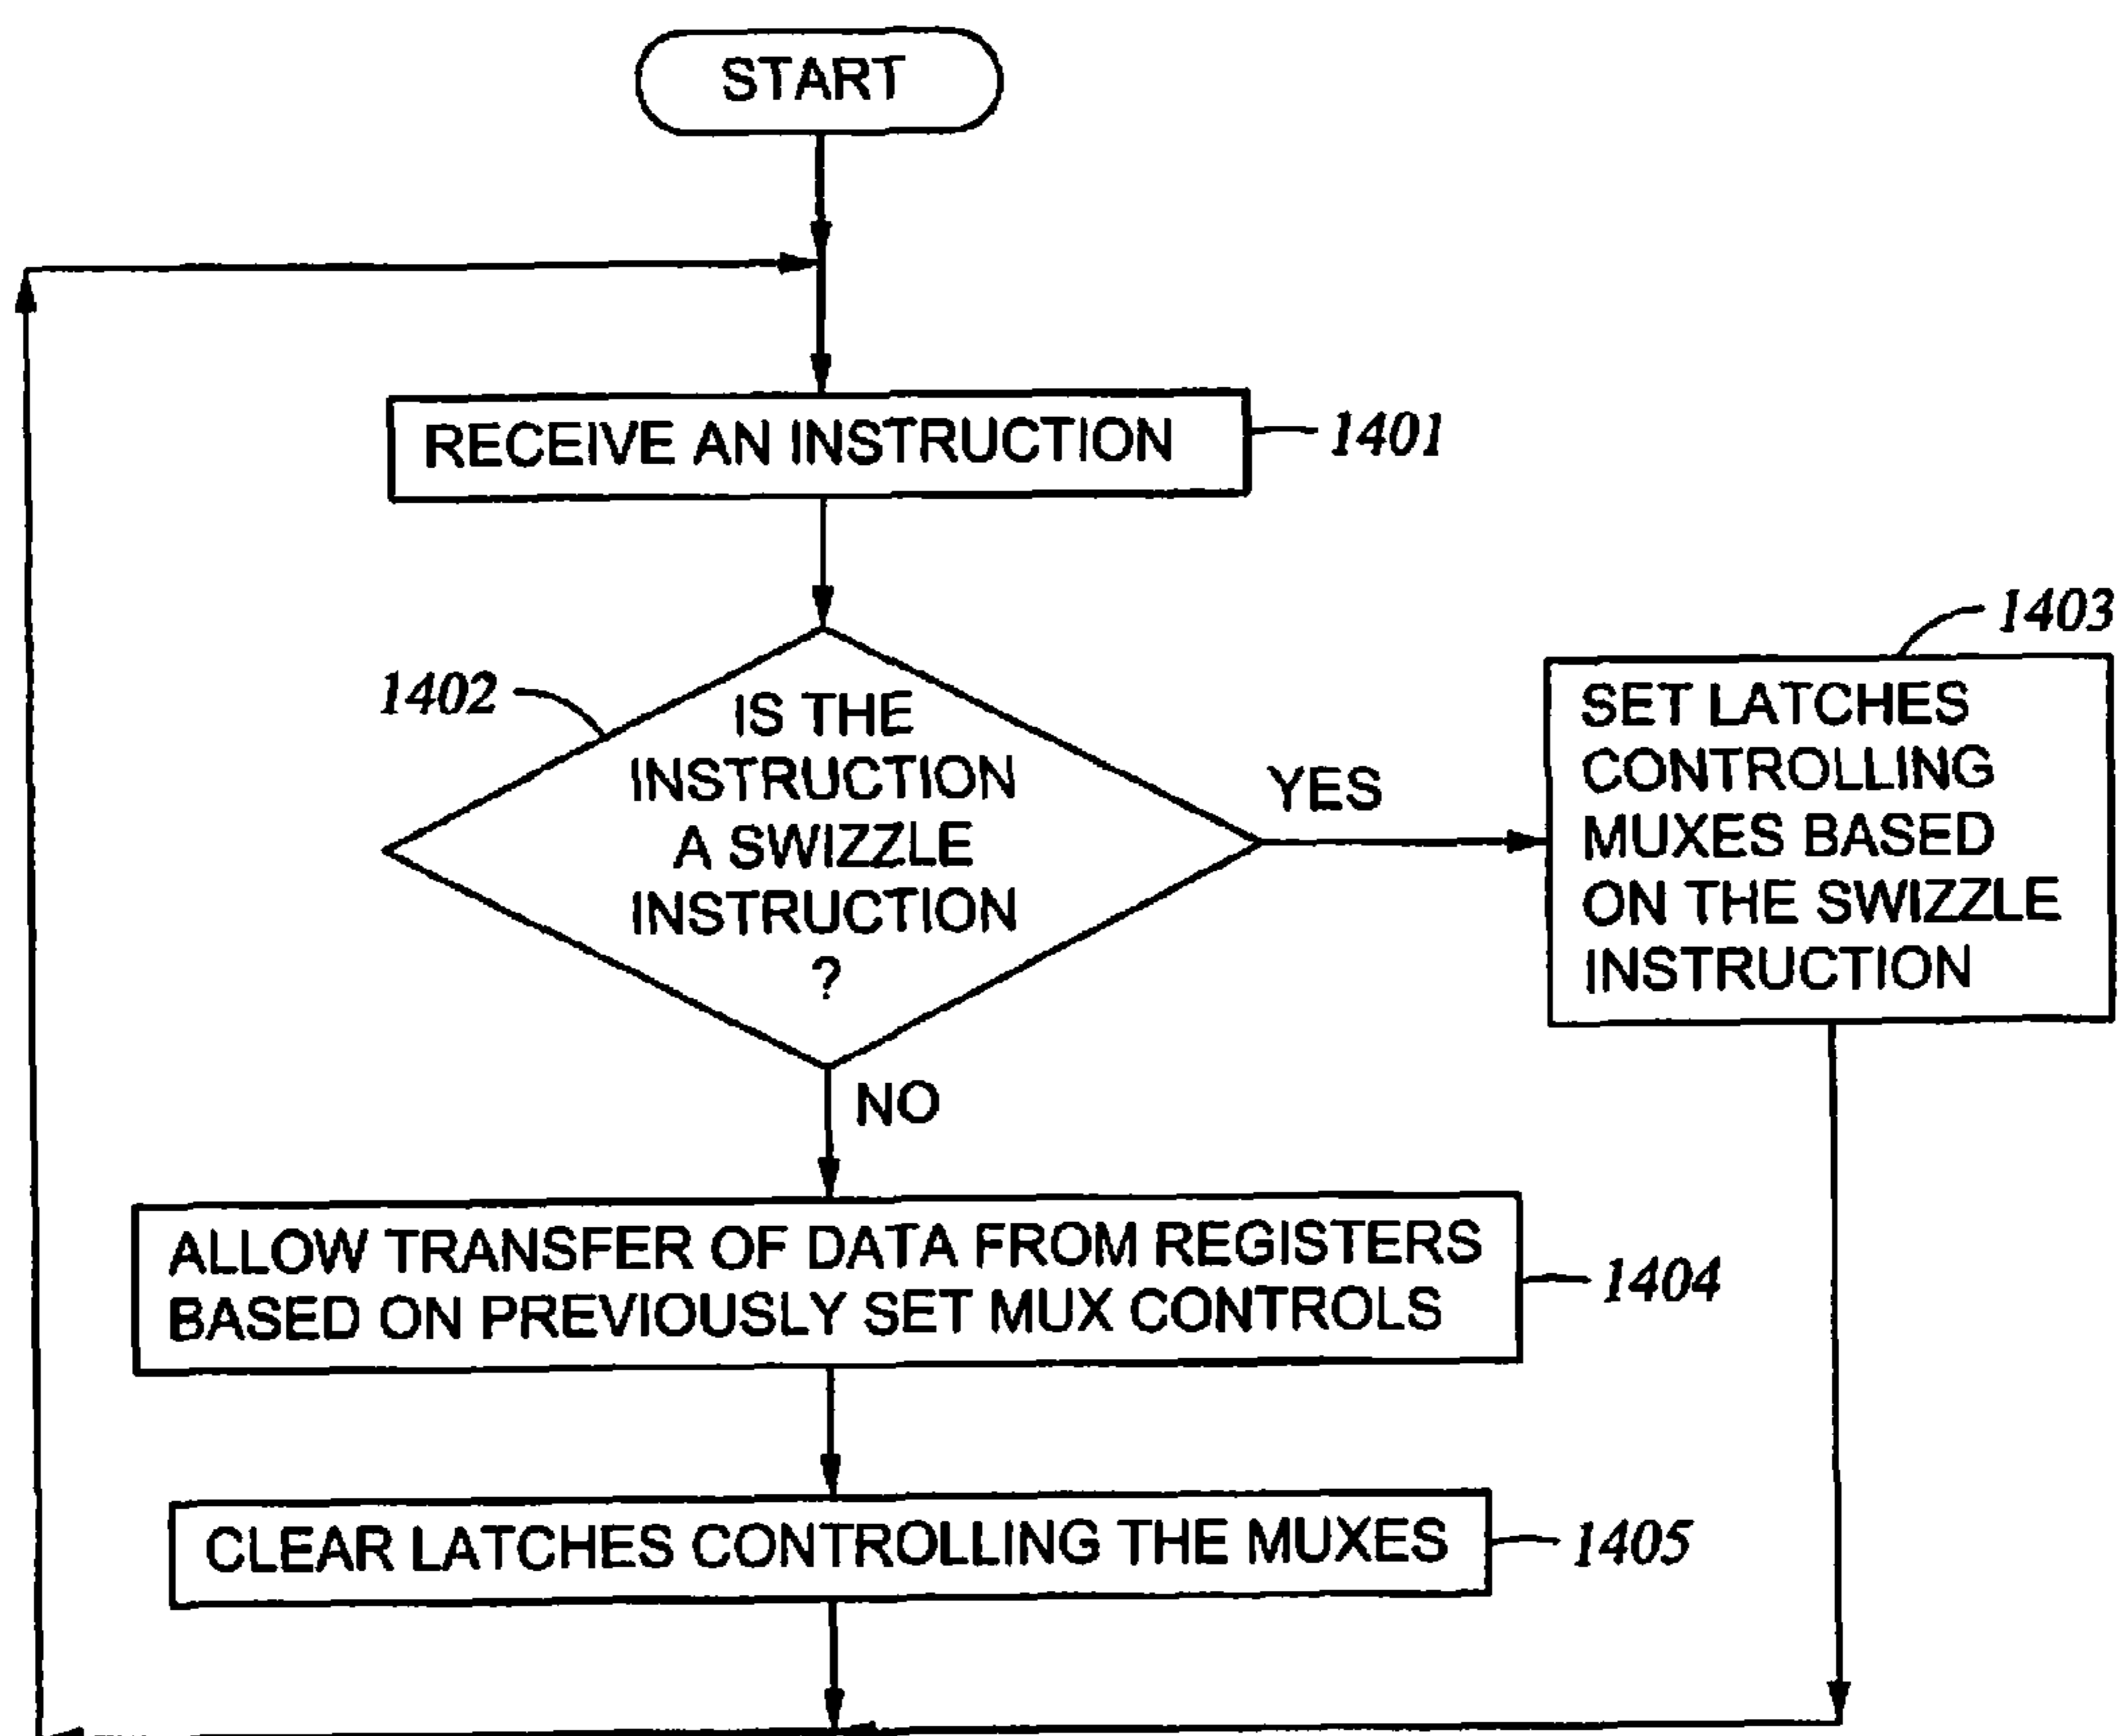 START
RECEIVE AN INSTRUCTION
1401
1402
IS THE
INSTRUCTION
A SWIZZLE
INSTRUCTION
?
YES
1403
SET LATCHES
CONTROLLING
MUXES BASED
ON THE SWIZZLE
INSTRUCTION
NO
ALLOW TRANSFER OF DATA FROM REGISTERS
BASED ON PREVIOUSLY SET MUX CONTROLS
1404
CLEAR LATCHES CONTROLLING THE MUXES
1405